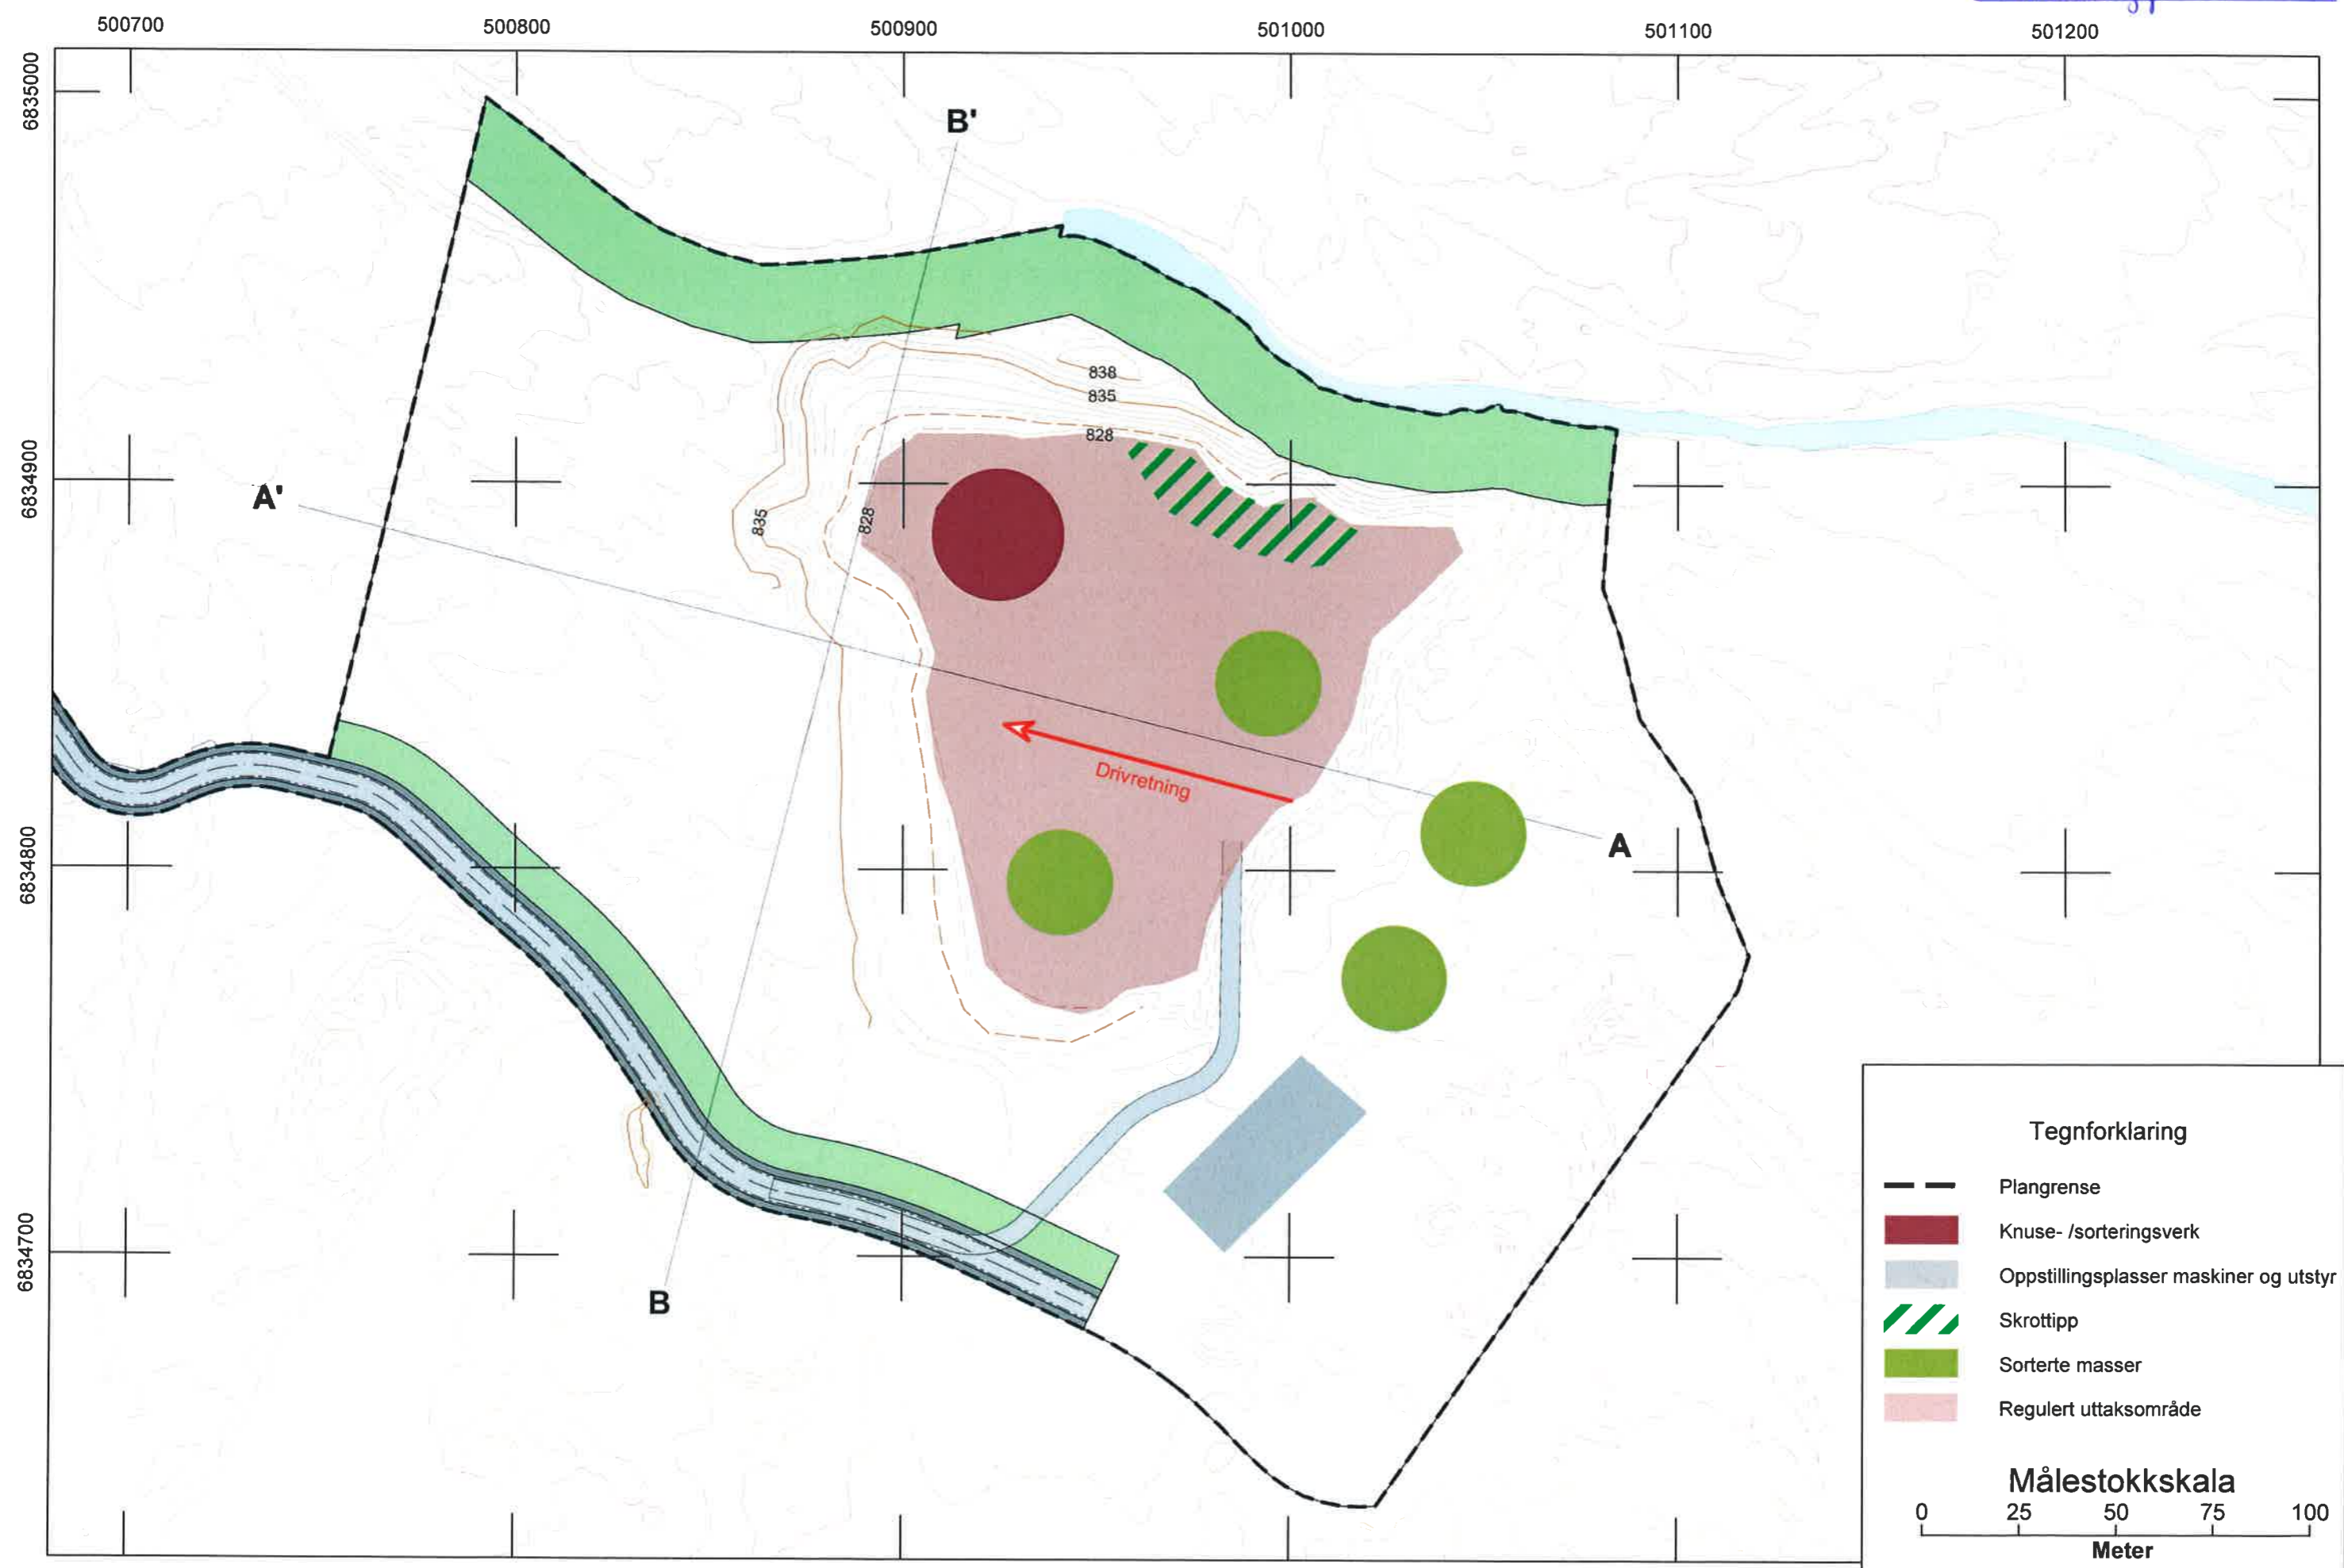 500700 500800 500900 501000 501100 501200
6835000
B'
838
835
828
6834900
A'
835
828
Drivretning
A
6834800
6834700
B
Tegnforklaring
Plangrense
Knuse- /sorteringsverk
Oppstillingsplasser maskiner og utstyr
Skrottipp
Sorterte masser
Regulert uttaksområde
Målestokkskala
0 25 50 75 100
Meter